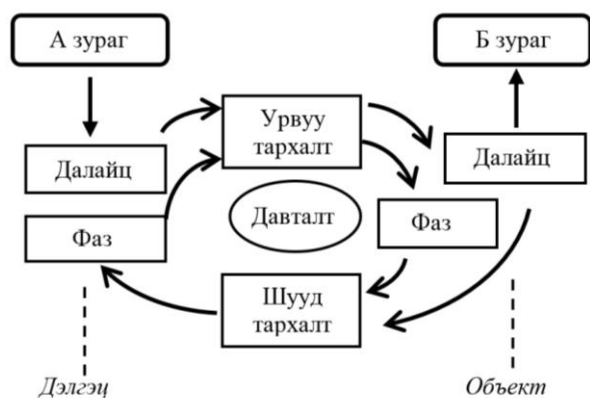 А зураг
Б зураг
Урвуу
тархалт
Далайц
Далайц
Давталт
Фаз
Фаз
Шууд
тархалт
Дэлгэц
Объект